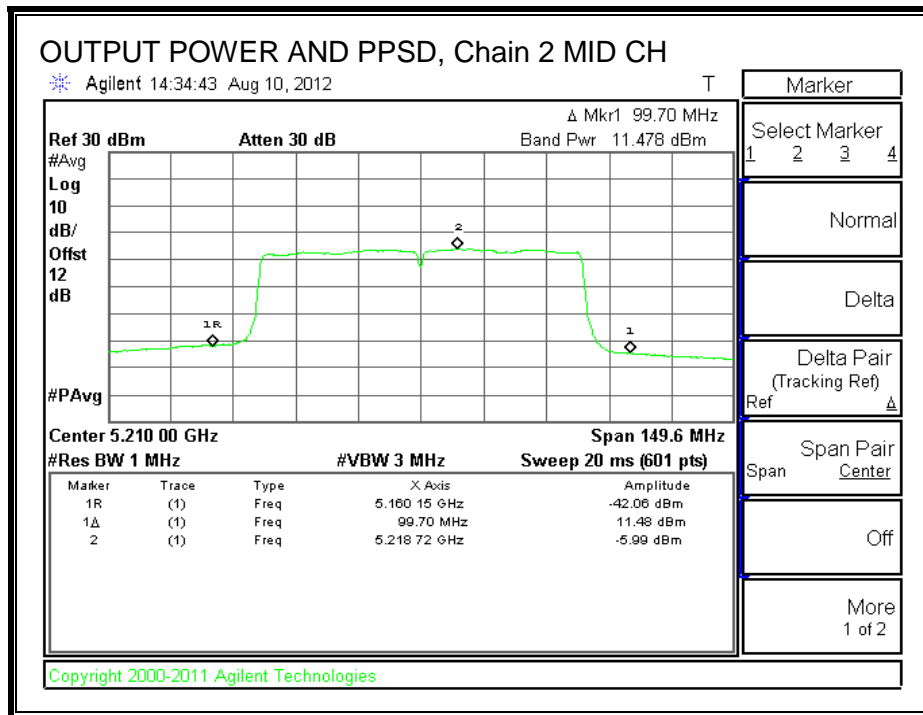 OUTPUT POWER AND PPSD, Chain 2 MID CH
Agilent 14:34:43 Aug 10, 2012 T
Δ Mkr1 99.70 MHz
Ref 30 dBm Atten 30 dB Band Pwr 11.478 dBm
#Avg
Log
10
dB/
Offst
12
dB
#PAvg
2
1R
1
Center 5.210 00 GHz Span 149.6 MHz
#Res BW 1 MHz #VBW 3 MHz Sweep 20 ms (601 pts)
Marker Trace Type X Axis Amplitude
1R (1) Freq 5.160 15 GHz -42.06 dBm
1Δ (1) Freq 99.70 MHz 11.48 dBm
2 (1) Freq 5.218 72 GHz -5.99 dBm
Marker
Select Marker
1 2 3 4
Normal
Delta
Delta Pair
(Tracking Ref)
Ref Δ
Span Pair
Span Center
Off
More
1 of 2
Copyright 2000-2011 Agilent Technologies